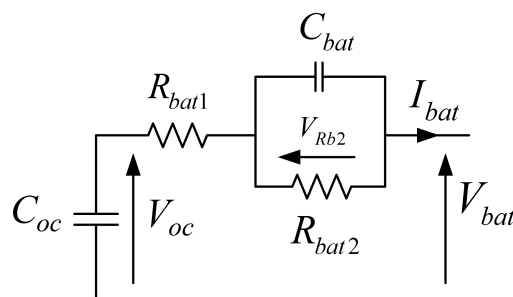 C_bat
R_bat1
I_bat
V_Rb2
C_oc
V_oc
R_bat2
V_bat